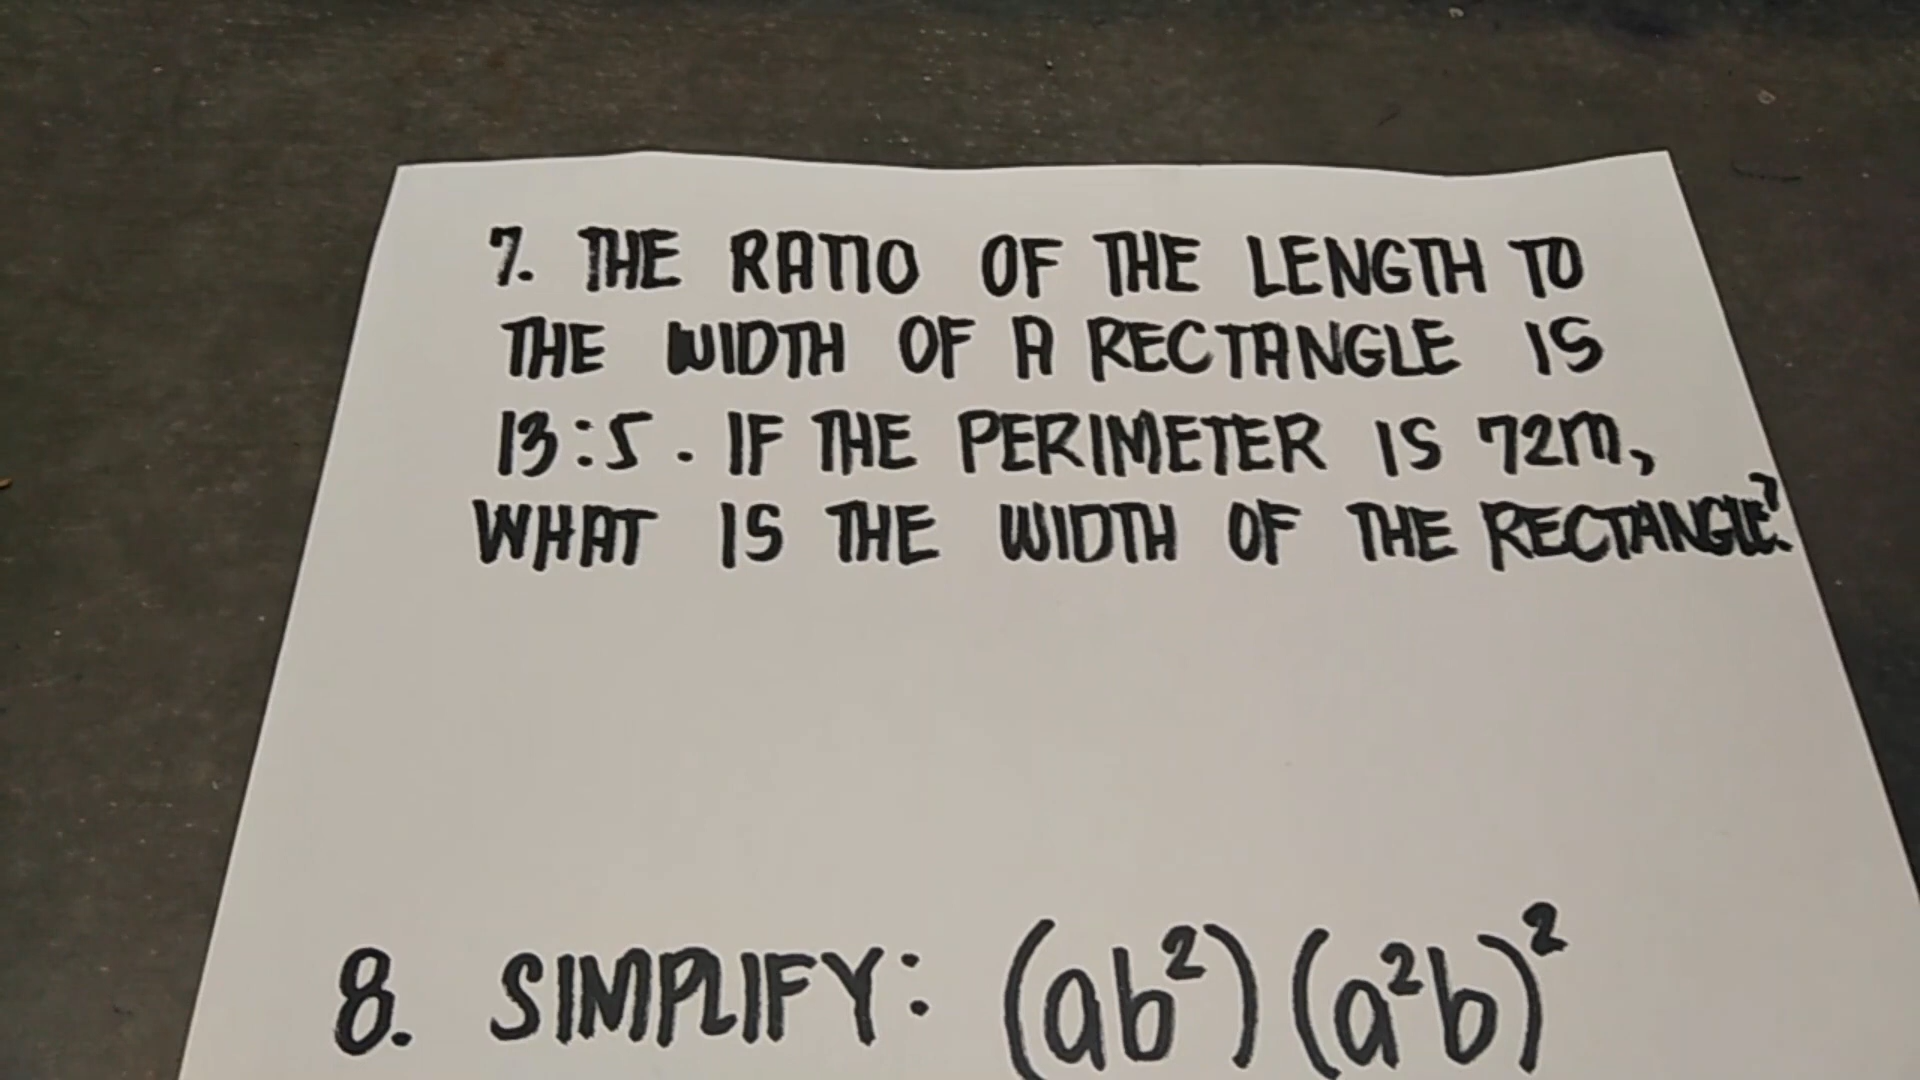 7. THE RATIO OF THE LENGTH TO
THE WIDTH OF A RECTANGLE IS
13:5. IF THE PERIMETER IS 72m,
WHAT IS THE WIDTH OF THE RECTANGLE?
8. SIMPLIFY: (ab²)(a²b)²